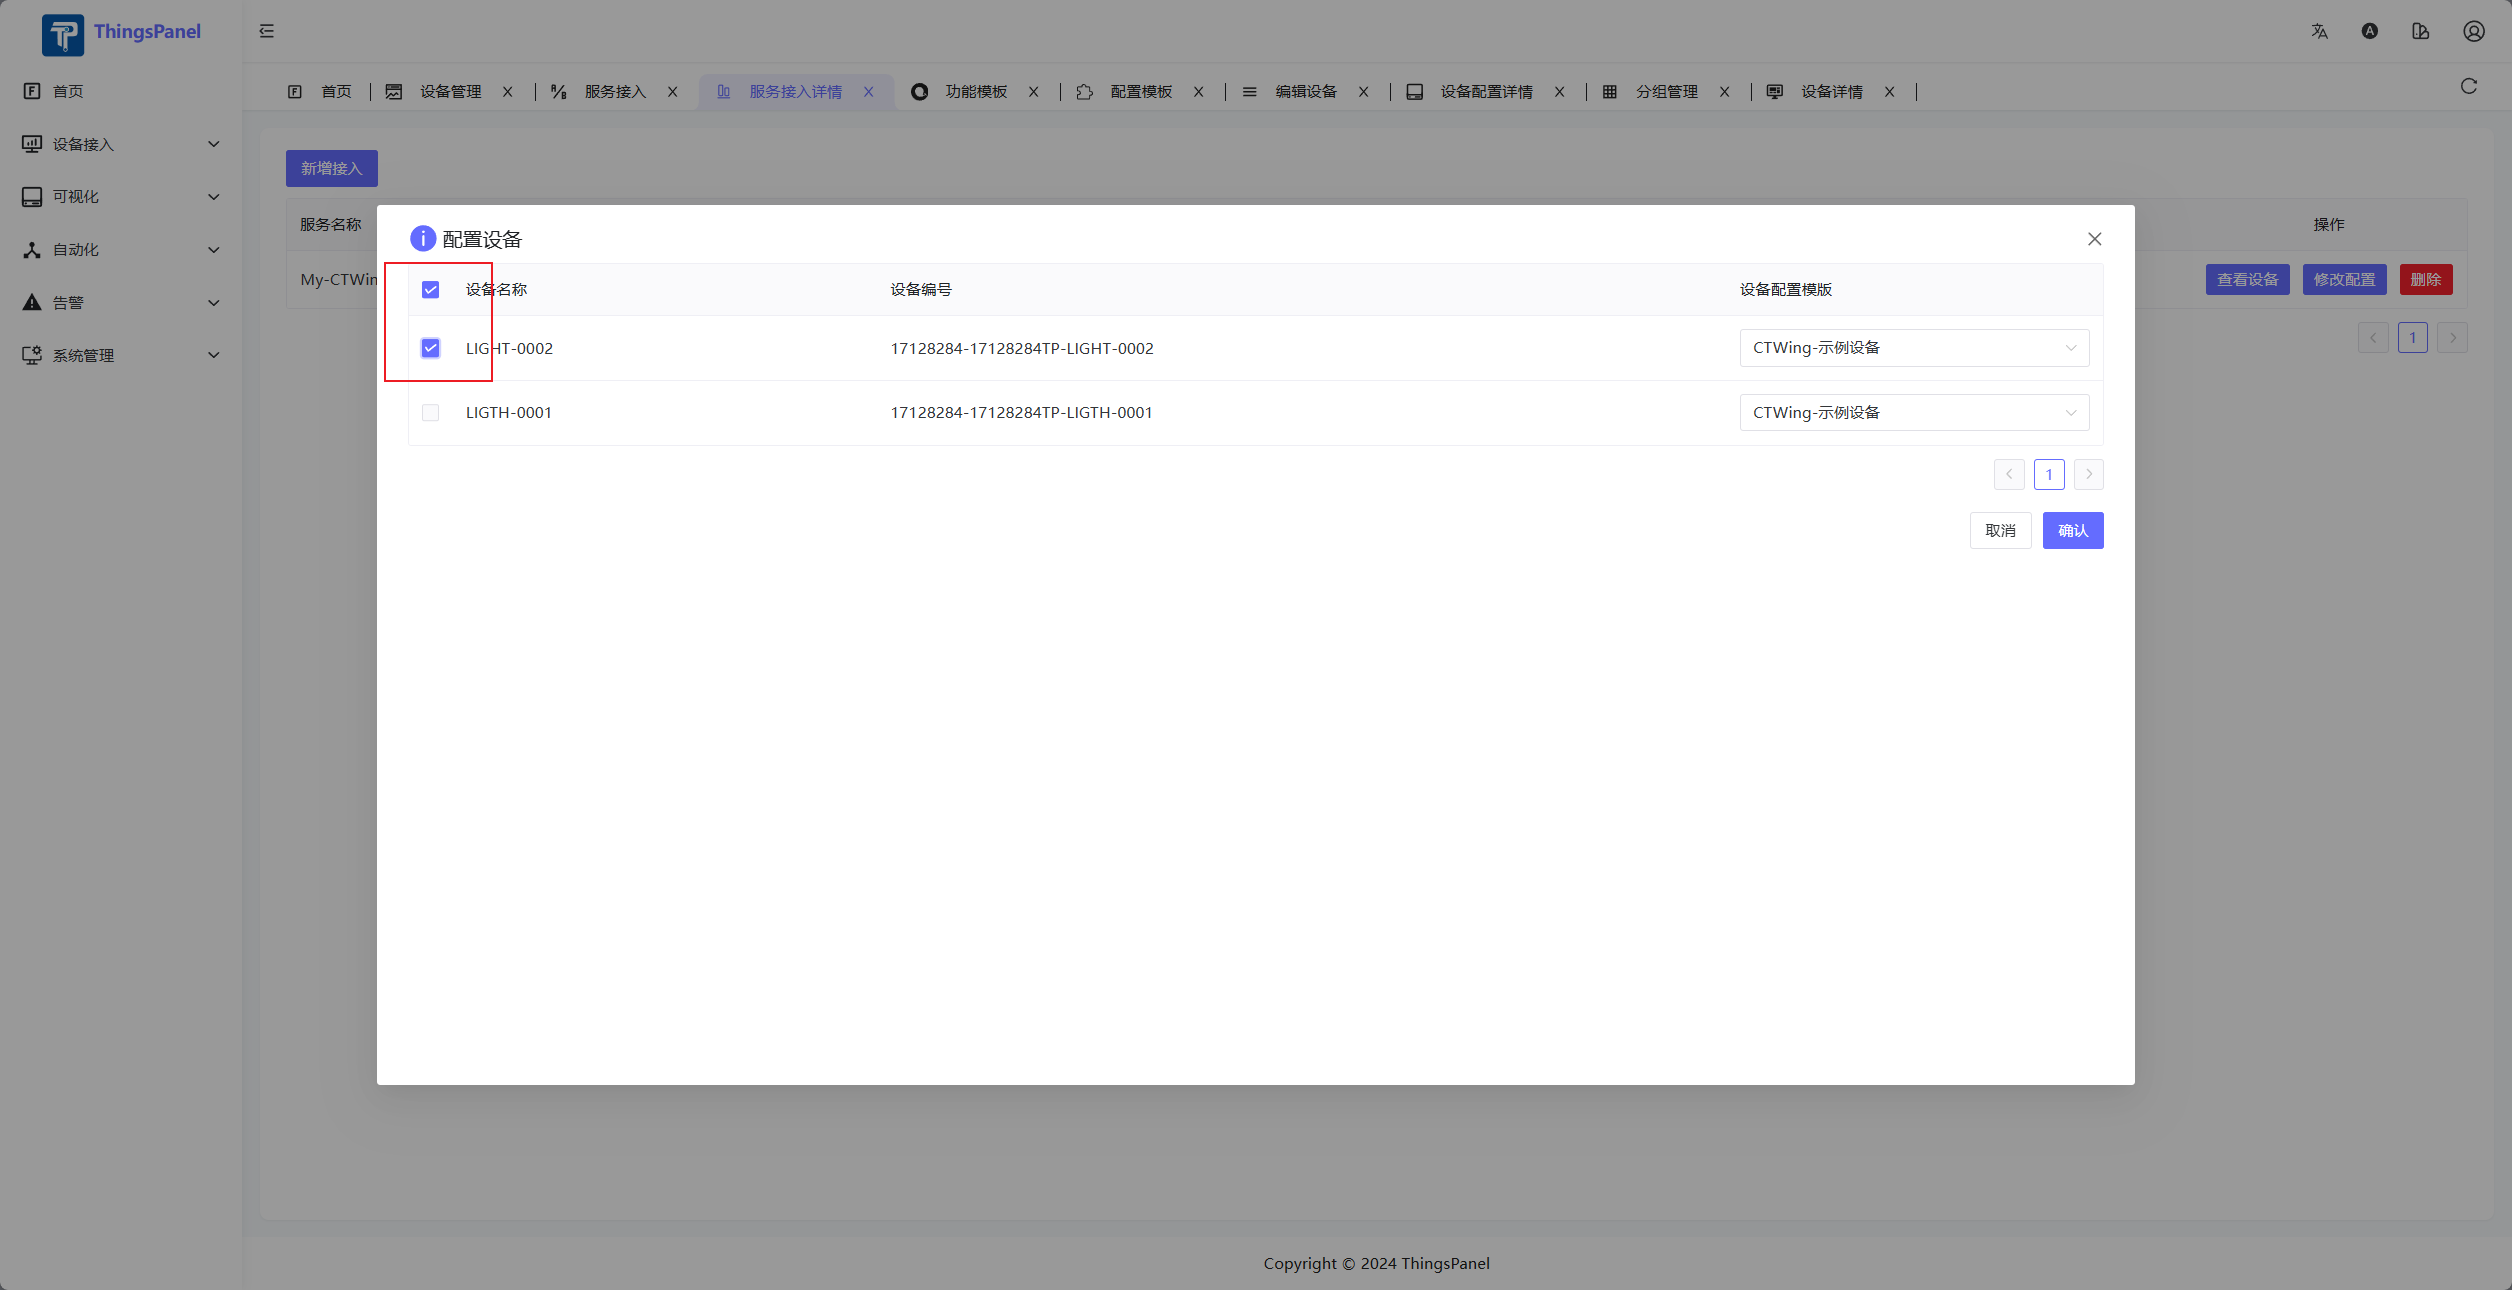 ThingsPanel
首页
设备接入
可视化
自动化
告警
系统管理
首页 设备管理 X 服务接入 X 服务接入详情 X 功能模板 X 配置模板 X 编辑设备 X 设备配置详情 X 分组管理 X 设备详情 X
新增接入
服务名称 操作
My-CTWin 查看设备 修改配置 删除
1
配置设备
设备名称 设备编号 设备配置模版
LIGHT-0002 17128284-17128284TP-LIGHT-0002 CTWing-示例设备
LIGTH-0001 17128284-17128284TP-LIGTH-0001 CTWing-示例设备
1
取消 确认
Copyright © 2024 ThingsPanel